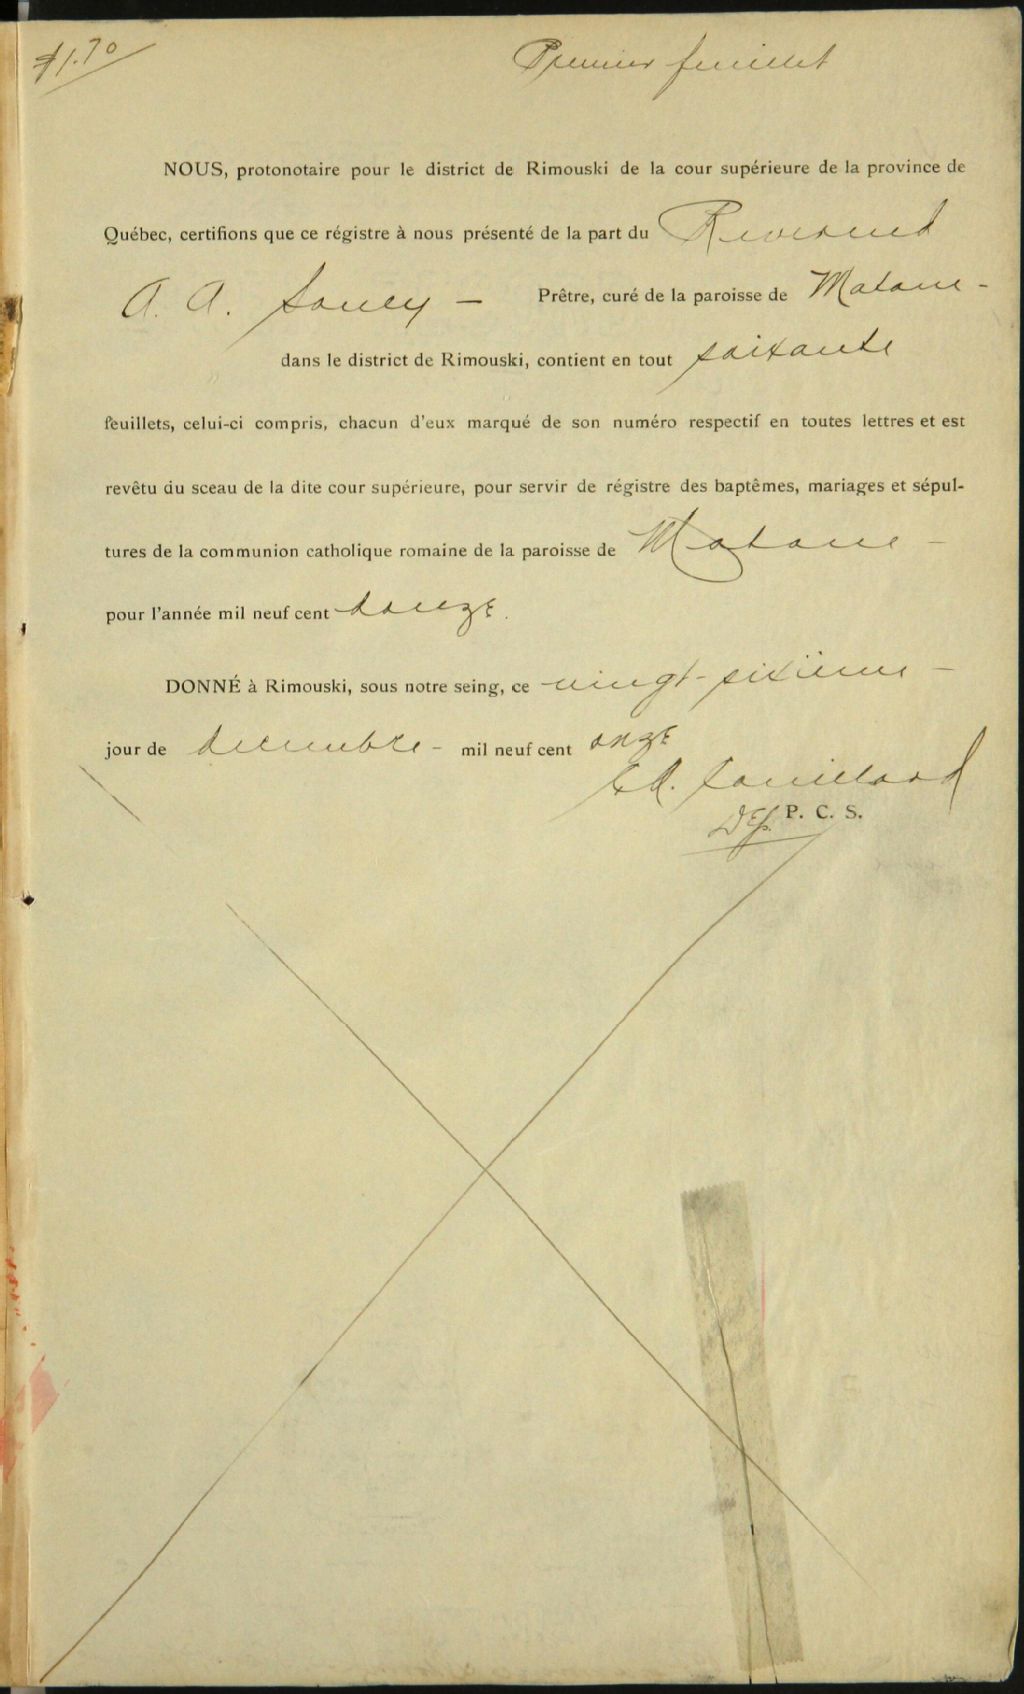 $1.70
Premier feuillet
NOUS, protonotaire pour le district de Rimouski de la cour supérieure de la province de
Québec, certifions que ce régistre à nous présenté de la part du Reverend
A. A. Soucy — Prêtre, curé de la paroisse de Matane -
dans le district de Rimouski, contient en tout soixante
feuillets, celui-ci compris, chacun d'eux marqué de son numéro respectif en toutes lettres et est
revêtu du sceau de la dite cour supérieure, pour servir de régistre des baptêmes, mariages et sépul-
tures de la communion catholique romaine de la paroisse de Matane -
pour l'année mil neuf cent douze.
DONNÉ à Rimouski, sous notre seing, ce vingt-sixième -
jour de decembre - mil neuf cent onze
Couillard
Dep. P. C. S.